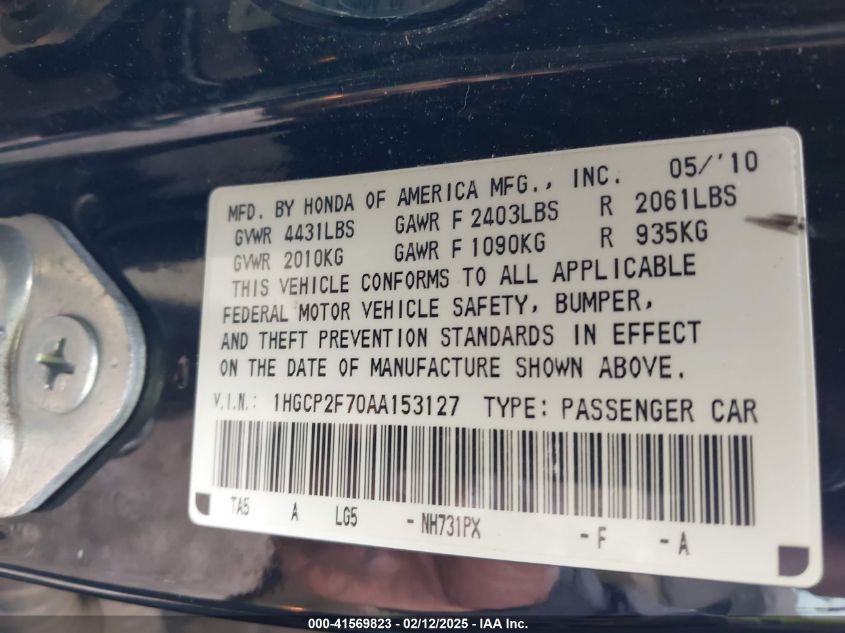 MFD. BY HONDA OF AMERICA MFG., INC. 05/'10
GVWR 4431LBS GAWR F 2403LBS R 2061LBS
GVWR 2010KG GAWR F 1090KG R 935KG
THIS VEHICLE CONFORMS TO ALL APPLICABLE
FEDERAL MOTOR VEHICLE SAFETY, BUMPER,
AND THEFT PREVENTION STANDARDS IN EFFECT
ON THE DATE OF MANUFACTURE SHOWN ABOVE.
V.I.N.: 1HGCP2F70AA153127 TYPE: PASSENGER CAR
TA5 A LG5 - NH731PX - F - A
000-41569823 - 02/12/2025 - IAA Inc.